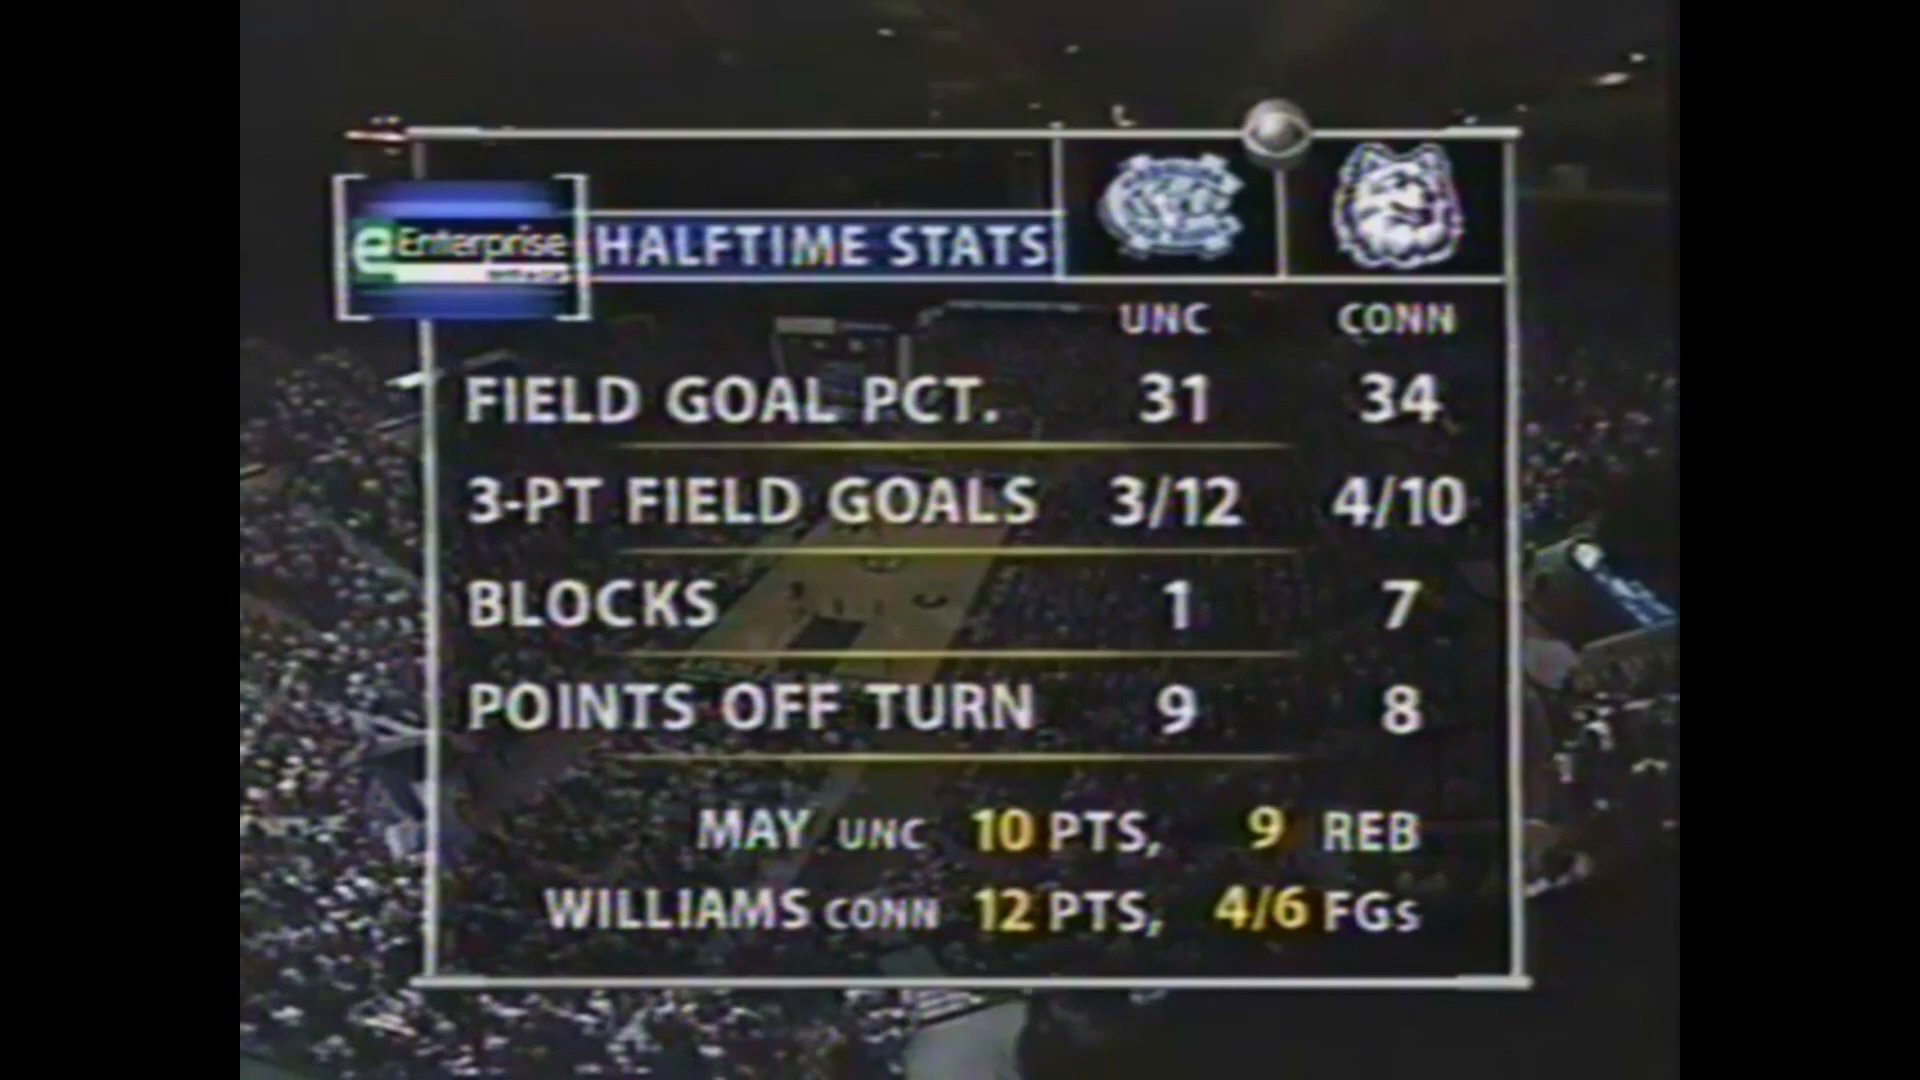 Enterprise
HALFTIME STATS
UNC CONN
FIELD GOAL PCT. 31 34
3-PT FIELD GOALS 3/12 4/10
BLOCKS 1 7
POINTS OFF TURN 9 8
MAY UNC 10 PTS, 9 REB
WILLIAMS CONN 12 PTS, 4/6 FGs